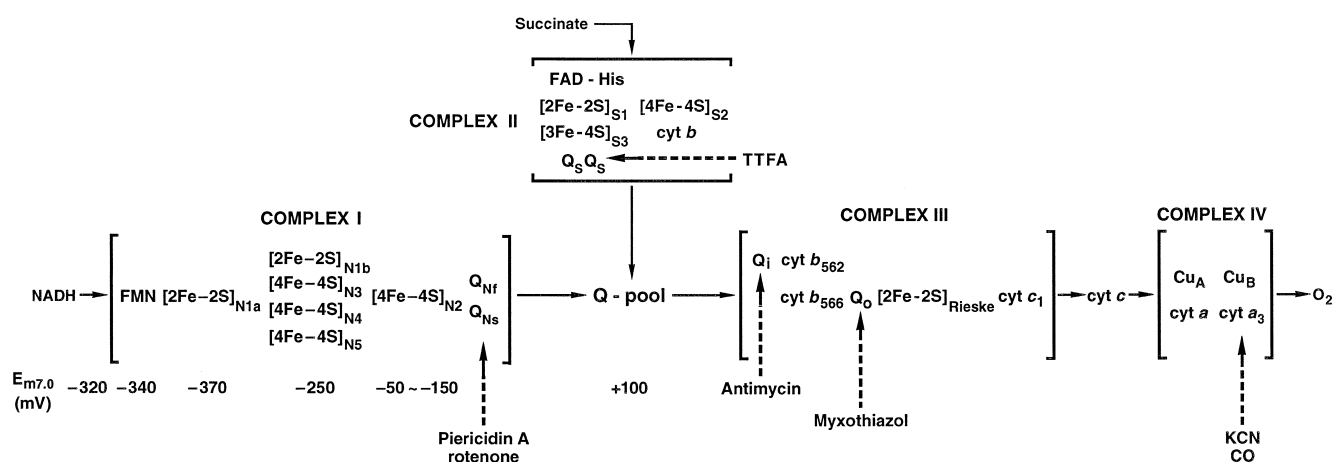 Succinate
FAD - His
[2Fe-2S]S1 [4Fe-4S]S2
COMPLEX II
[3Fe-4S]S3 cyt b
QSQS
TTFA
COMPLEX I
COMPLEX III
COMPLEX IV
[2Fe–2S]N1b
[4Fe–4S]N3
[4Fe–4S]N4
[4Fe–4S]N5
NADH
FMN [2Fe–2S]N1a
[4Fe–4S]N2
QNf
QNs
Q - pool
Qi cyt b562
cyt b566 Qo [2Fe-2S]Rieske cyt c1
cyt c
CuA CuB
cyt a cyt a3
O2
Em7.0 –320 –340 –370 –250 –50 ~ –150 +100
(mV)
Antimycin
Myxothiazol
Piericidin A
rotenone
KCN
CO